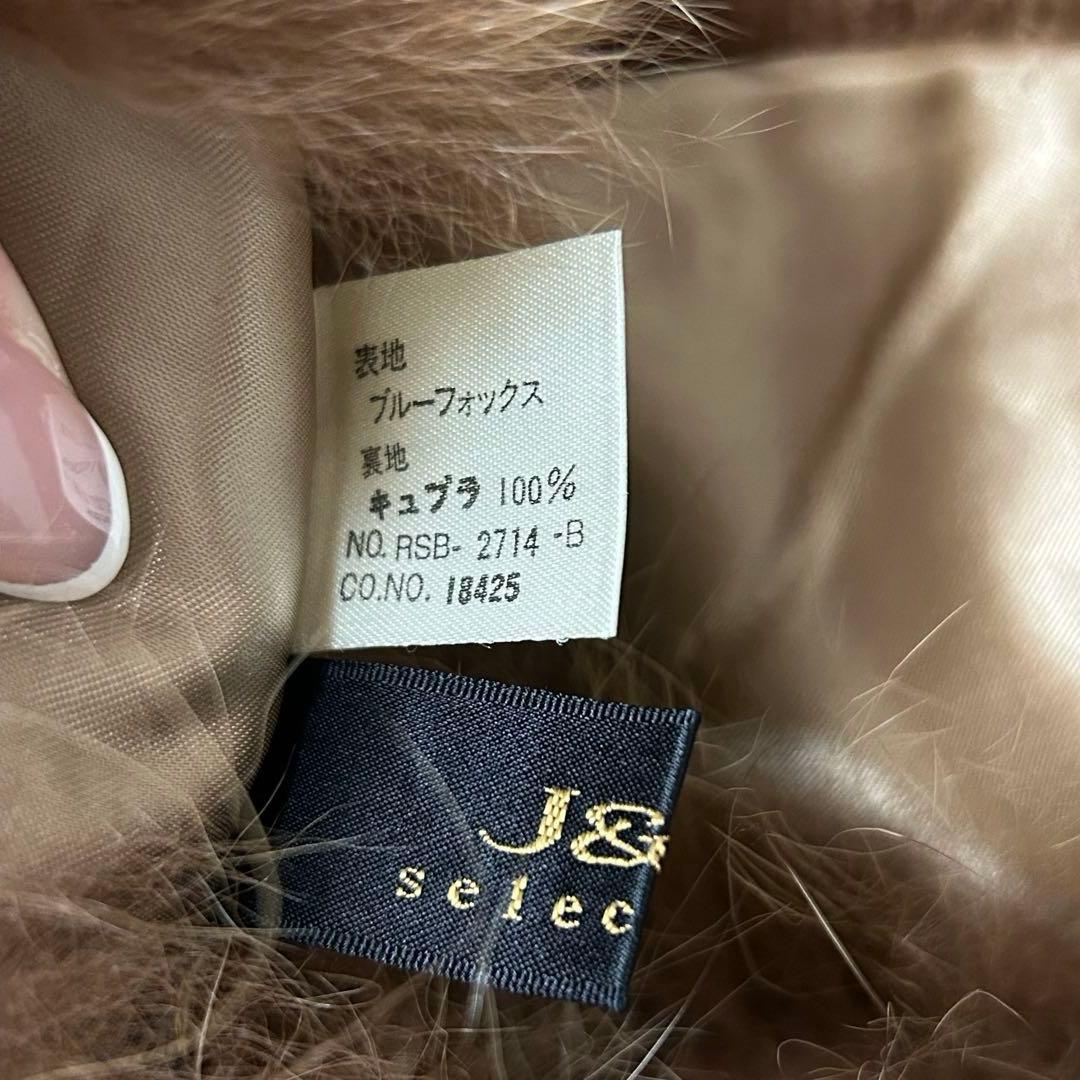 表地
ブルーフォックス
裏地
キュプラ 100%
NO. RSB- 2714 -B
CO.NO. 18425
J&
selec